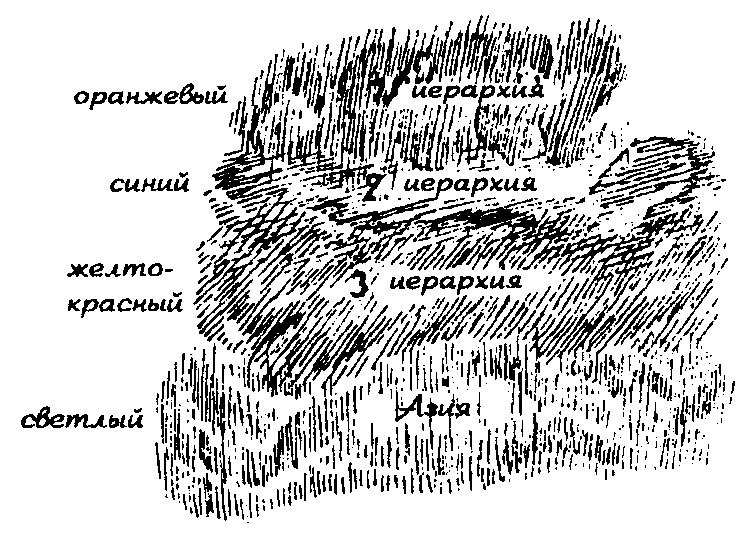 оранжевый 1 иерархия
синий 2. иерархия
желто-
красный 3 иерархия
светлый Азия